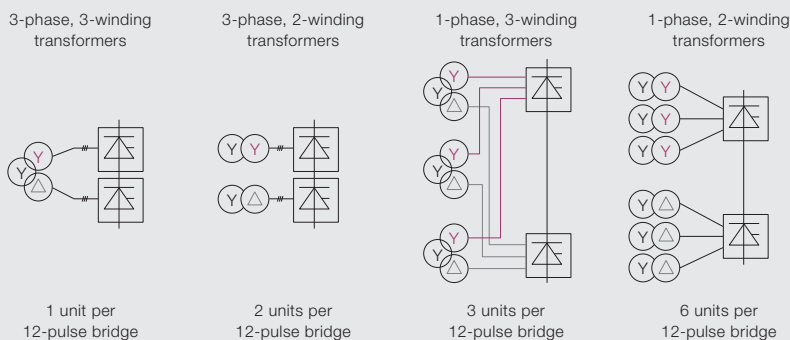 3-phase, 3-winding
transformers
3-phase, 2-winding
transformers
1-phase, 3-winding
transformers
1-phase, 2-winding
transformers
Y
Y
△
Y Y
Y △
Y
Y
△
Y
Y
△
Y
Y
△
Y Y
Y Y
Y Y
Y △
Y △
Y △
1 unit per
12-pulse bridge
2 units per
12-pulse bridge
3 units per
12-pulse bridge
6 units per
12-pulse bridge